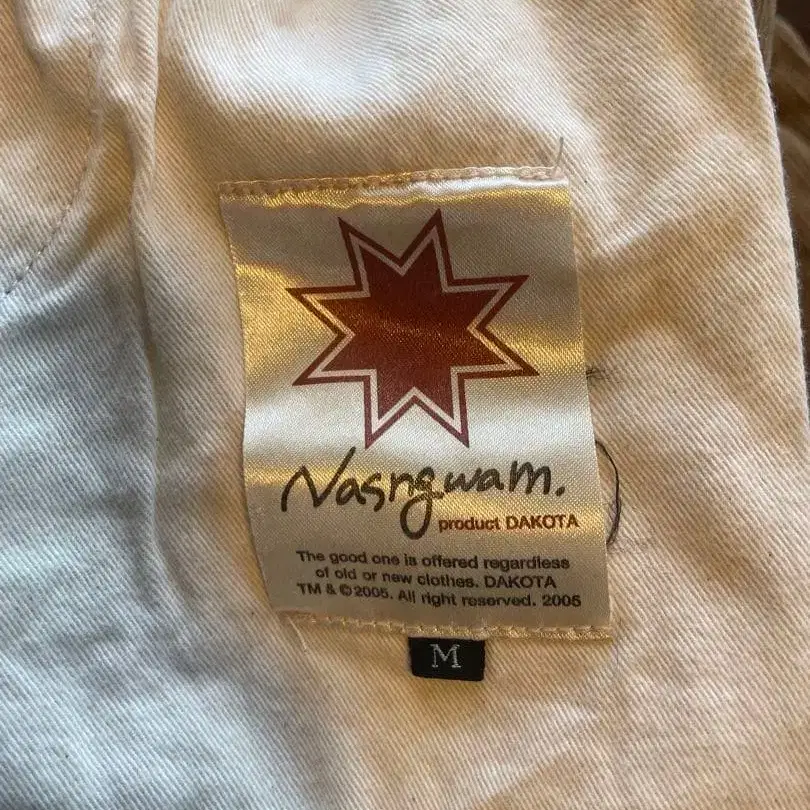 Nasngwam.
product DAKOTA
The good one is offered regardless
of old or new clothes. DAKOTA
TM & ©2005. All right reserved. 2005
M